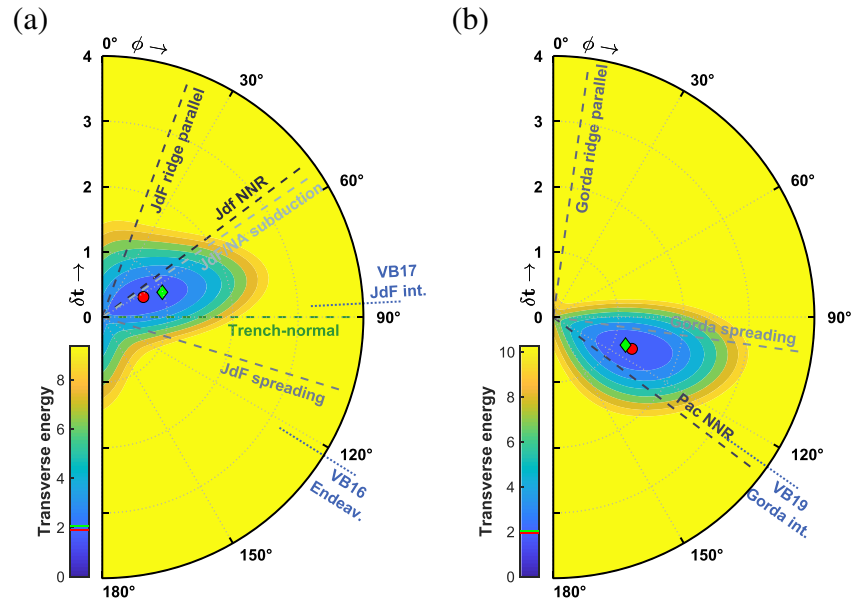 (a)
0° ϕ →
30°
60°
90°
120°
150°
180°
4
3
2
1
0
δt →
JdF ridge parallel
Jdf NNR
JdF/NA subduction
VB17
JdF int.
Trench-normal
JdF spreading
VB16
Endeav.
Transverse energy
8
6
4
2
0
(b)
0° ϕ →
30°
60°
90°
120°
150°
180°
4
3
2
1
0
δt →
Gorda ridge parallel
Gorda spreading
Pac NNR
VB19
Gorda int.
Transverse energy
10
8
6
4
2
0